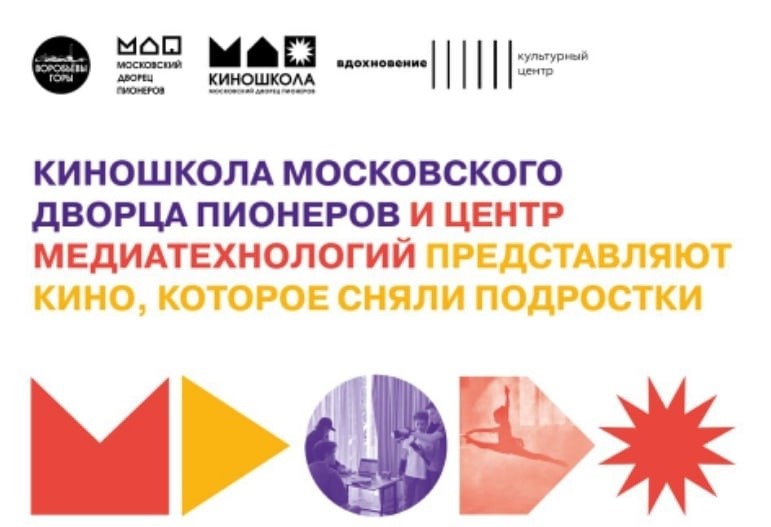 ВОРОБЬЕВЫ
ГОРЫ
МОСКОВСКИЙ
ДВОРЕЦ
ПИОНЕРОВ
КИНОШКОЛА
МОСКОВСКИЙ ДВОРЕЦ ПИОНЕРОВ
вдохновение
культурный
центр
КИНОШКОЛА МОСКОВСКОГО
ДВОРЦА ПИОНЕРОВ И ЦЕНТР
МЕДИАТЕХНОЛОГИЙ ПРЕДСТАВЛЯЮТ
КИНО, КОТОРОЕ СНЯЛИ ПОДРОСТКИ